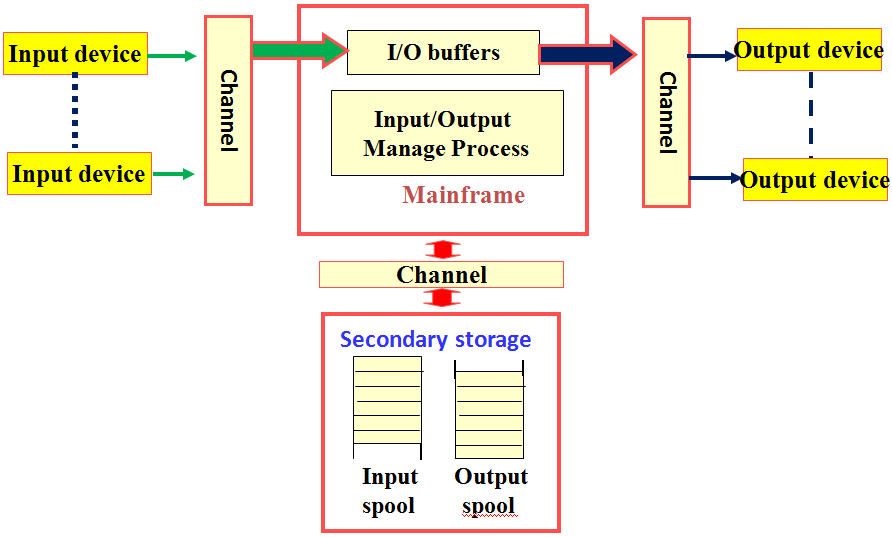 Input device
Input device
Channel
I/O buffers
Input/Output
Manage Process
Mainframe
Channel
Output device
Output device
Channel
Secondary storage
Input
spool
Output
spool